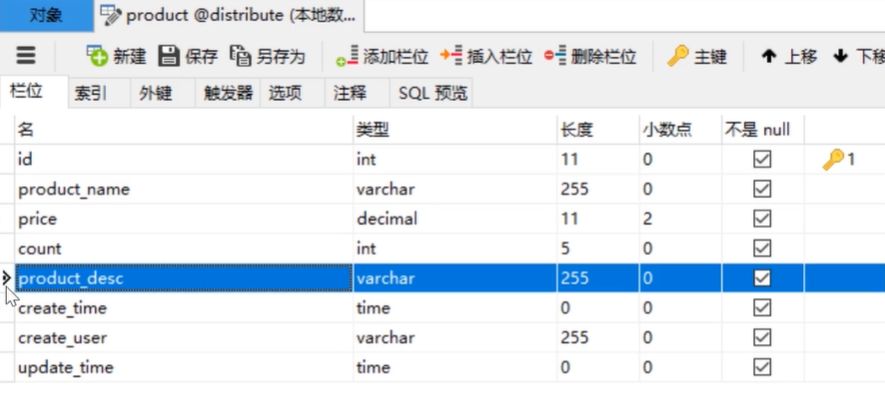 对象 product @distribute (本地数...
新建 保存 另存为 添加栏位 插入栏位 删除栏位 主键 上移 下移
栏位 索引 外键 触发器 选项 注释 SQL 预览
名 类型 长度 小数点 不是 null
id int 11 0 1
product_name varchar 255 0
price decimal 11 2
count int 5 0
product_desc varchar 255 0
create_time time 0 0
create_user varchar 255 0
update_time time 0 0